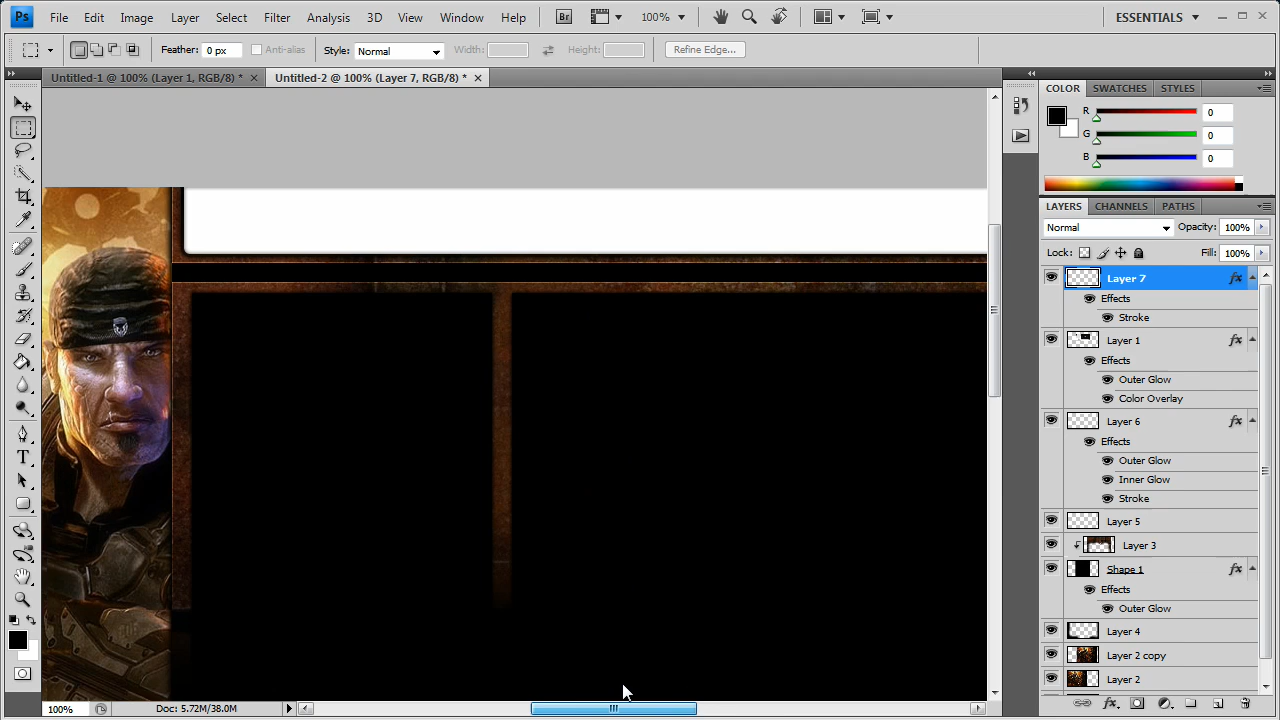 Ps File Edit Image Layer Select Filter Analysis 3D View Window Help Br 100% ESSENTIALS
Feather: 0 px Anti-alias Style: Normal Width: Height: Refine Edge...
Untitled-1 @ 100% (Layer 1, RGB/8) * Untitled-2 @ 100% (Layer 7, RGB/8) *
COLOR SWATCHES STYLES
R 0
G 0
B 0
LAYERS CHANNELS PATHS
Normal Opacity: 100%
Lock: Fill: 100%
Layer 7 fx
Effects
Stroke
Layer 1 fx
Effects
Outer Glow
Color Overlay
Layer 6 fx
Effects
Outer Glow
Inner Glow
Stroke
Layer 5
Layer 3
Shape 1 fx
Effects
Outer Glow
Layer 4
Layer 2 copy
Layer 2
T
100% Doc: 5.72M/38.0M fx.